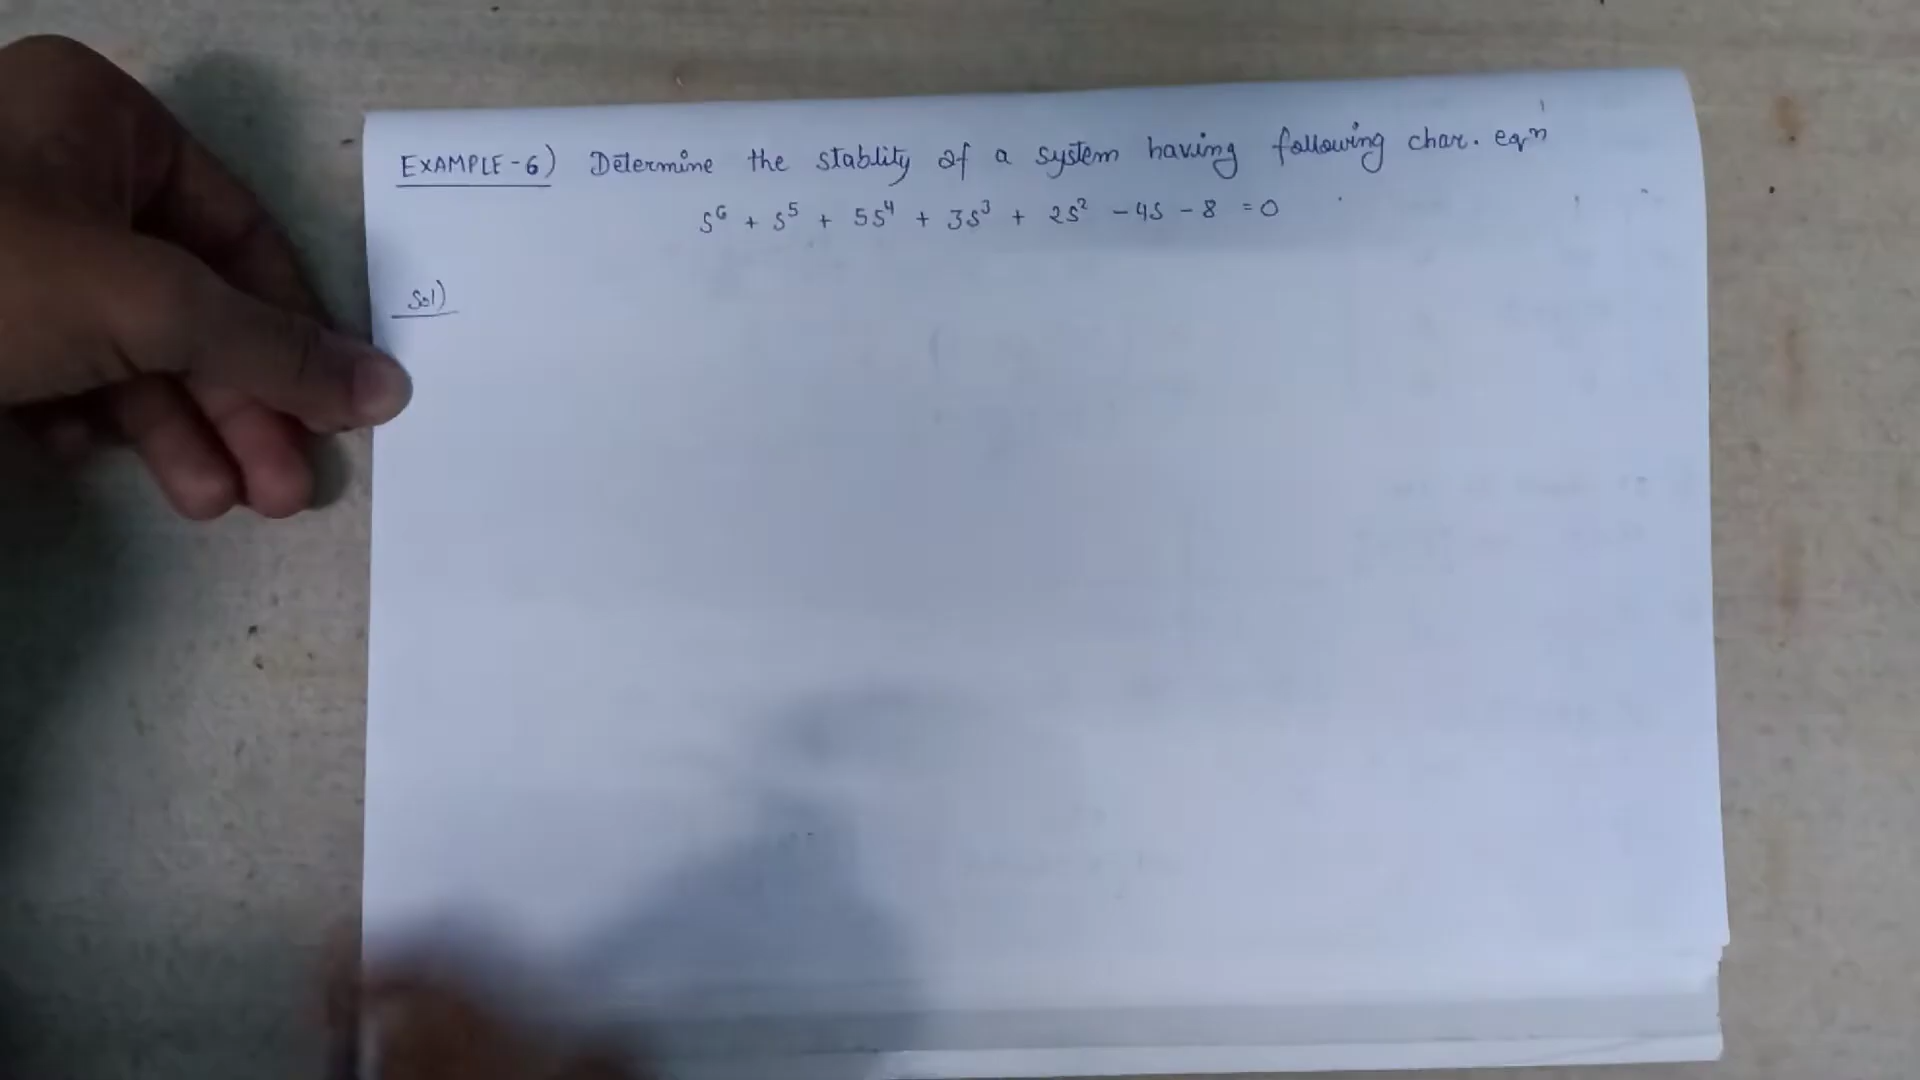 EXAMPLE-6) Determine the stablity of a system having following char. eqn
s⁶ + s⁵ + 5s⁴ + 3s³ + 2s² - 4s - 8 = 0
Sol)